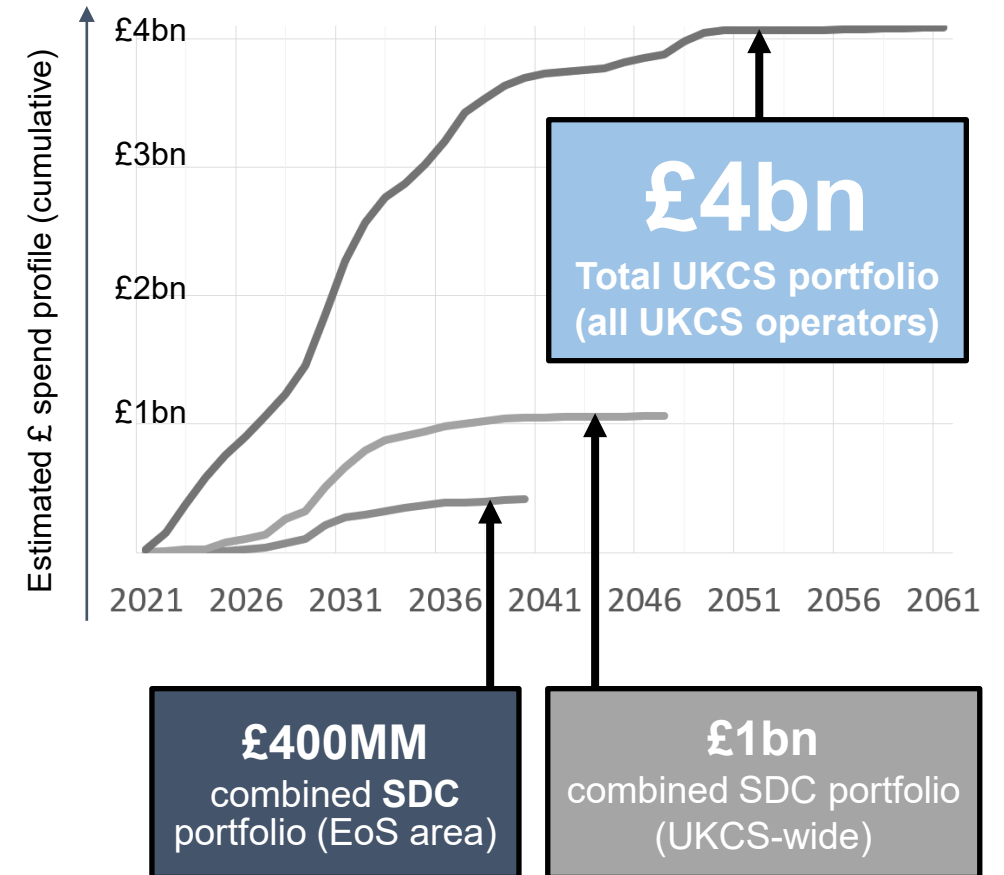 Estimated £ spend profile (cumulative)
£4bn
£3bn
£2bn
£1bn
2021 2026 2031 2036 2041 2046 2051 2056 2061
£4bn
Total UKCS portfolio
(all UKCS operators)
£400MM
combined SDC
portfolio (EoS area)
£1bn
combined SDC portfolio
(UKCS-wide)